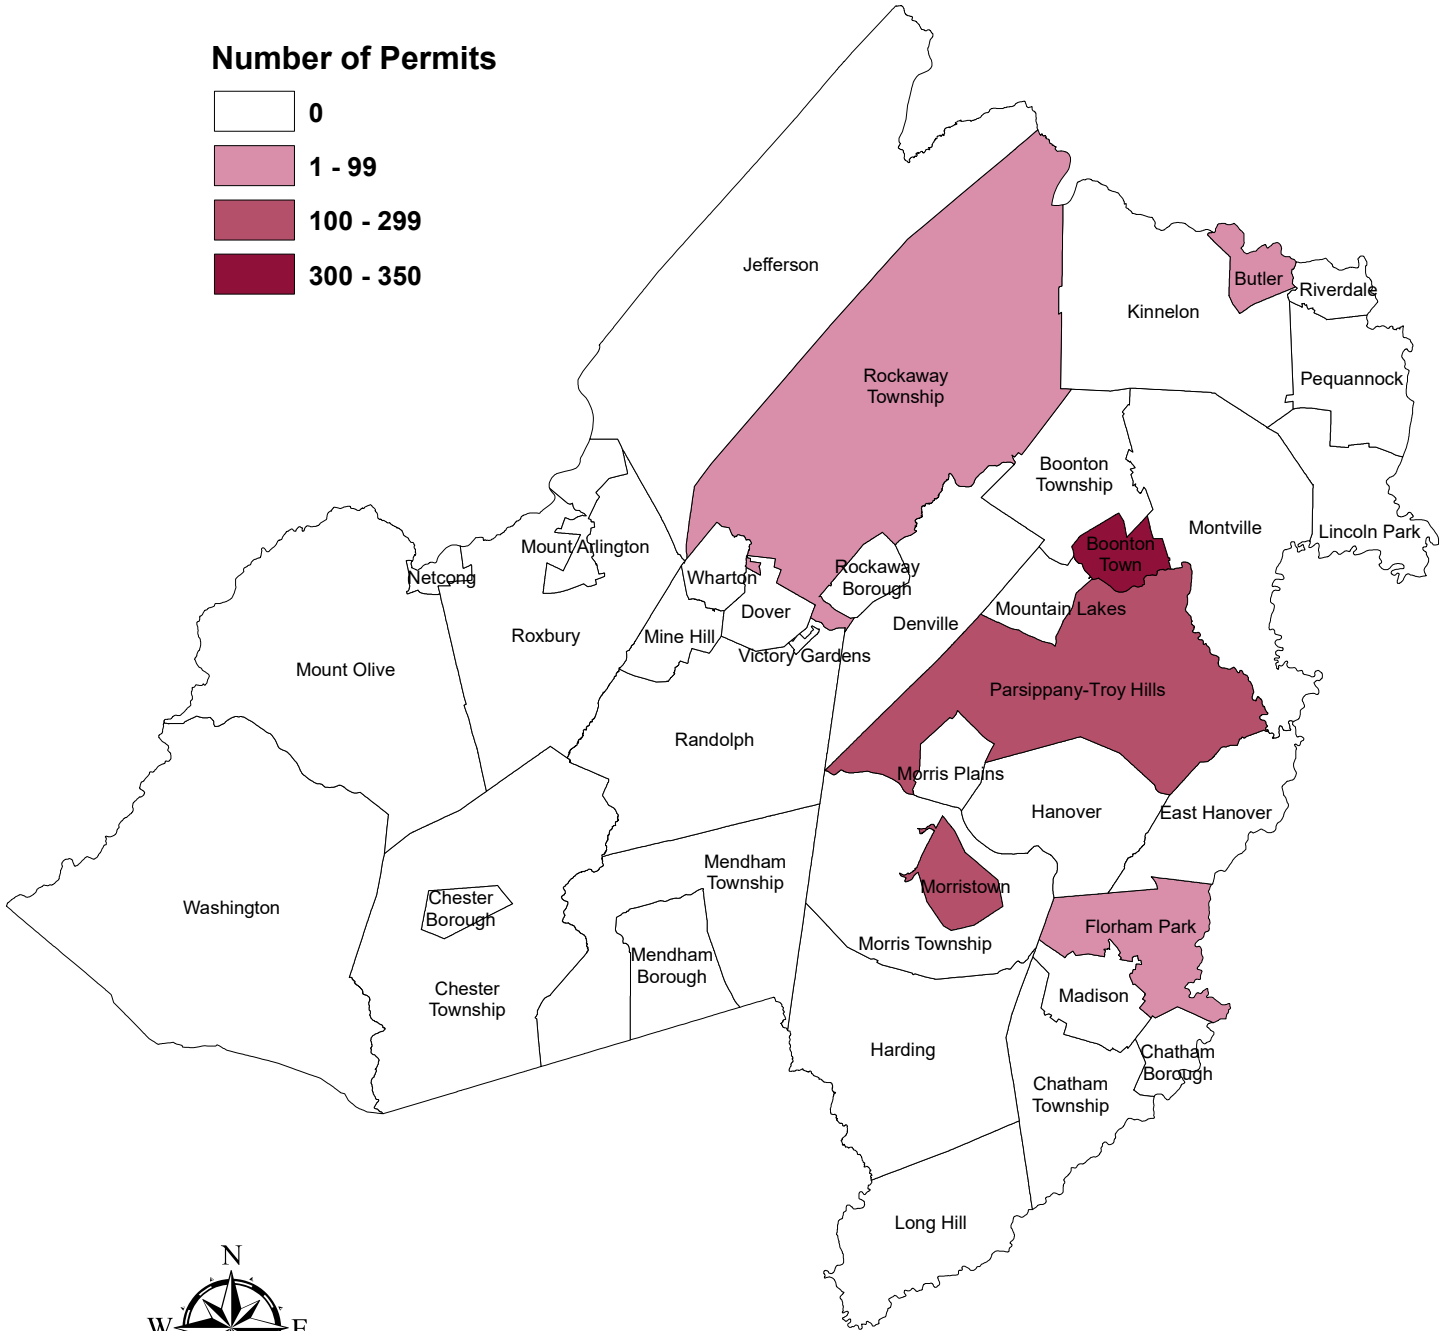 Number of Permits
0
1 - 99
100 - 299
300 - 350
Jefferson
Butler
Riverdale
Kinnelon
Rockaway
Township
Pequannock
Boonton
Township
Montville
Lincoln Park
Mount Arlington
Boonton
Town
Netcong
Wharton
Rockaway
Borough
Dover
Mountain Lakes
Denville
Roxbury
Mine Hill
Victory Gardens
Mount Olive
Parsippany-Troy Hills
Randolph
Morris Plains
Hanover
East Hanover
Mendham
Township
Morristown
Washington
Chester
Borough
Florham Park
Morris Township
Mendham
Borough
Madison
Chester
Township
Harding
Chatham
Borough
Chatham
Township
Long Hill
N
W E